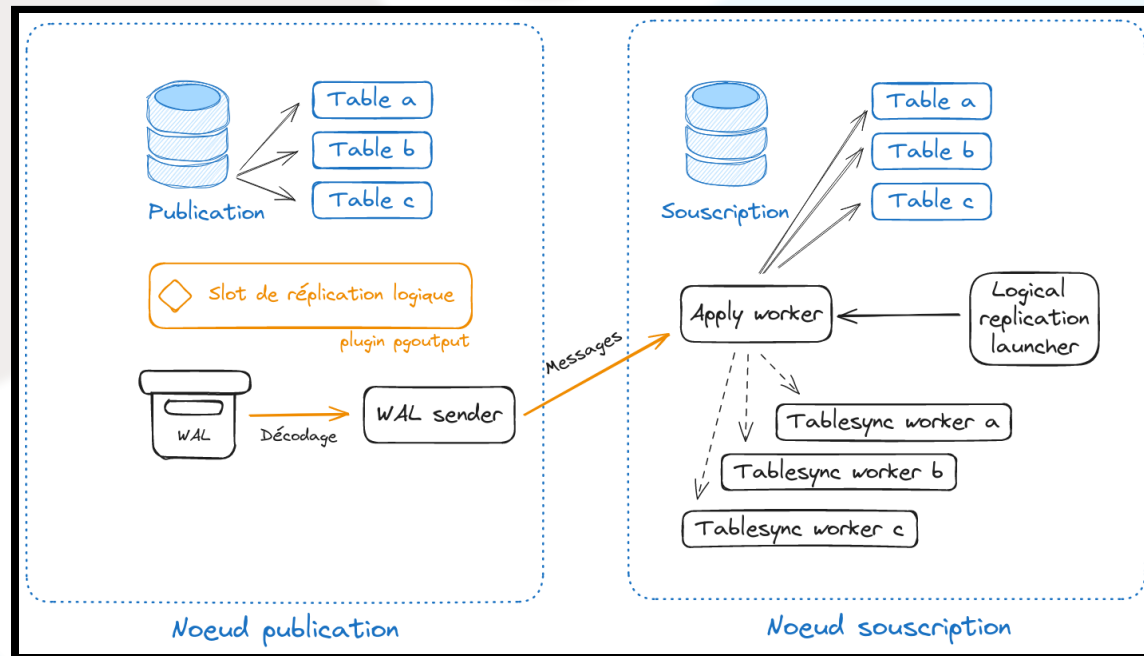 Table a
Table b
Table c
Publication
Slot de réplication logique
plugin pgoutput
WAL
Décodage
WAL sender
Noeud publication
Messages
Table a
Table b
Table c
Souscription
Apply worker
Logical
replication
launcher
Tablesync worker a
Tablesync worker b
Tablesync worker c
Noeud souscription